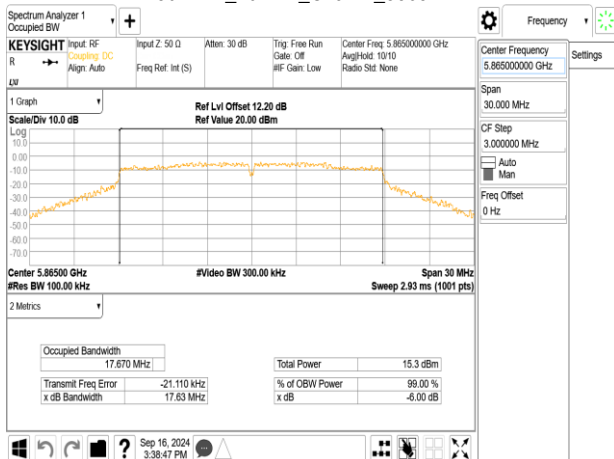 Spectrum Analyzer 1
Occupied BW
+
Frequency
KEYSIGHT
R
Input: RF
Coupling: DC
Align: Auto
Input Z: 50 Ω
Freq Ref: Int (S)
Atten: 30 dB
Trig: Free Run
Gate: Off
#IF Gain: Low
Center Freq: 5.865000000 GHz
Avg|Hold: 10/10
Radio Std: None
1 Graph
Scale/Div 10.0 dB
Ref Lvl Offset 12.20 dB
Ref Value 20.00 dBm
Log
10.0
0.00
-10.0
-20.0
-30.0
-40.0
-50.0
-60.0
-70.0
Center 5.86500 GHz
#Video BW 300.00 kHz
Span 30 MHz
#Res BW 100.00 kHz
Sweep 2.93 ms (1001 pts)
2 Metrics
Occupied Bandwidth
17.670 MHz
Total Power 15.3 dBm
Transmit Freq Error -21.110 kHz
% of OBW Power 99.00 %
x dB Bandwidth 17.63 MHz
x dB -6.00 dB
Sep 16, 2024
3:38:47 PM
Center Frequency
5.865000000 GHz
Settings
Span
30.000 MHz
CF Step
3.000000 MHz
Auto
Man
Freq Offset
0 Hz